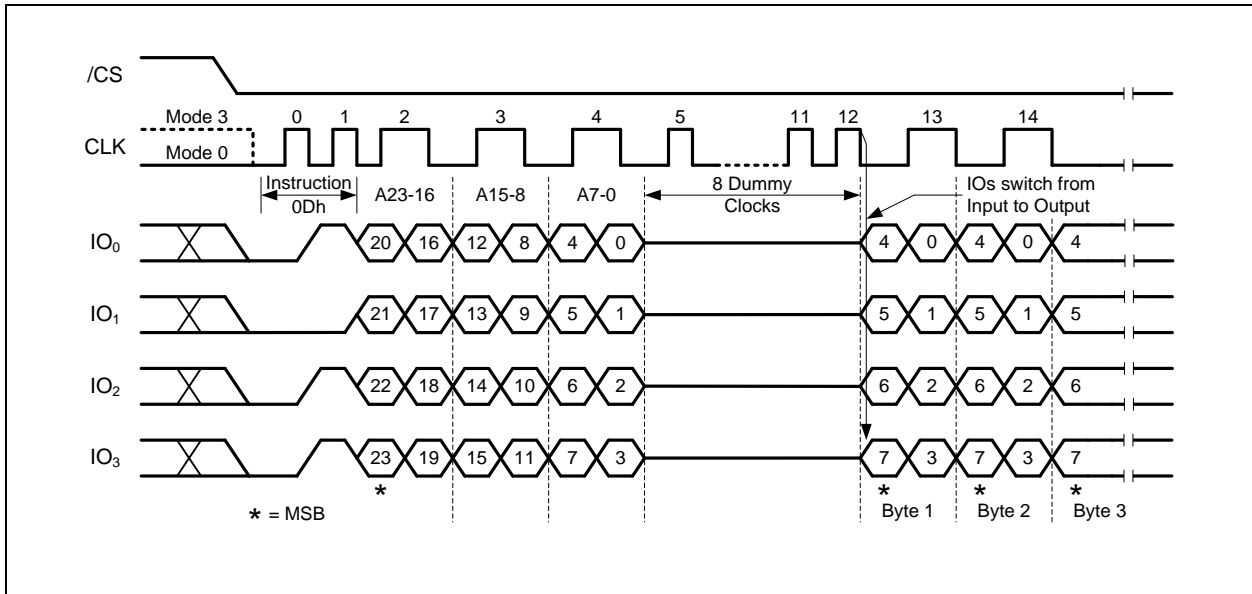 /CS
Mode 3 0 1 2 3 4 5 11 12 13 14
CLK
Mode 0
Instruction
0Dh
A23-16 A15-8 A7-0
8 Dummy
Clocks
IOs switch from
Input to Output
IO₀ 20 16 12 8 4 0 4 0 4 0 4
IO₁ 21 17 13 9 5 1 5 1 5 1 5
IO₂ 22 18 14 10 6 2 6 2 6 2 6
IO₃ 23 19 15 11 7 3 7 3 7 3 7
* * * *
* = MSB
Byte 1 Byte 2 Byte 3